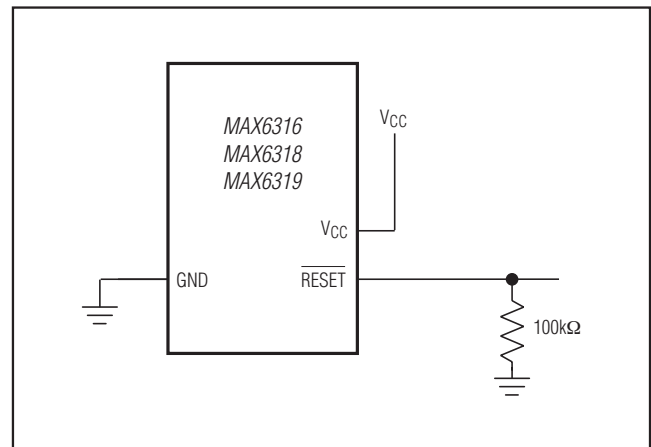 MAX6316
MAX6318
MAX6319
VCC
VCC
GND
RESET
100kΩ